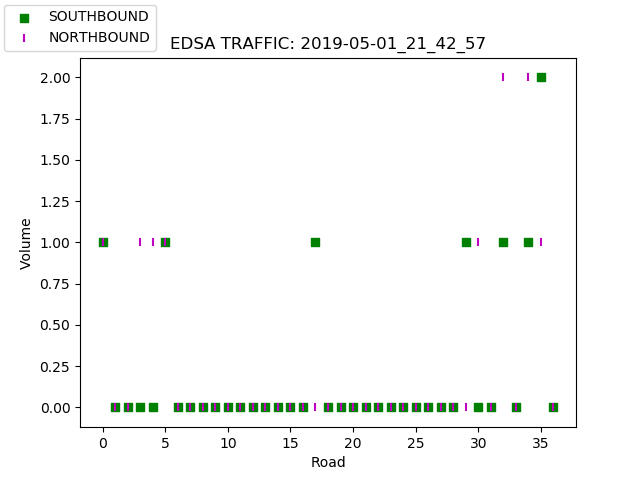 SOUTHBOUND
NORTHBOUND
EDSA TRAFFIC: 2019-05-01_21_42_57
2.00
1.75
1.50
1.25
1.00
0.75
0.50
0.25
0.00
Volume
0 5 10 15 20 25 30 35
Road